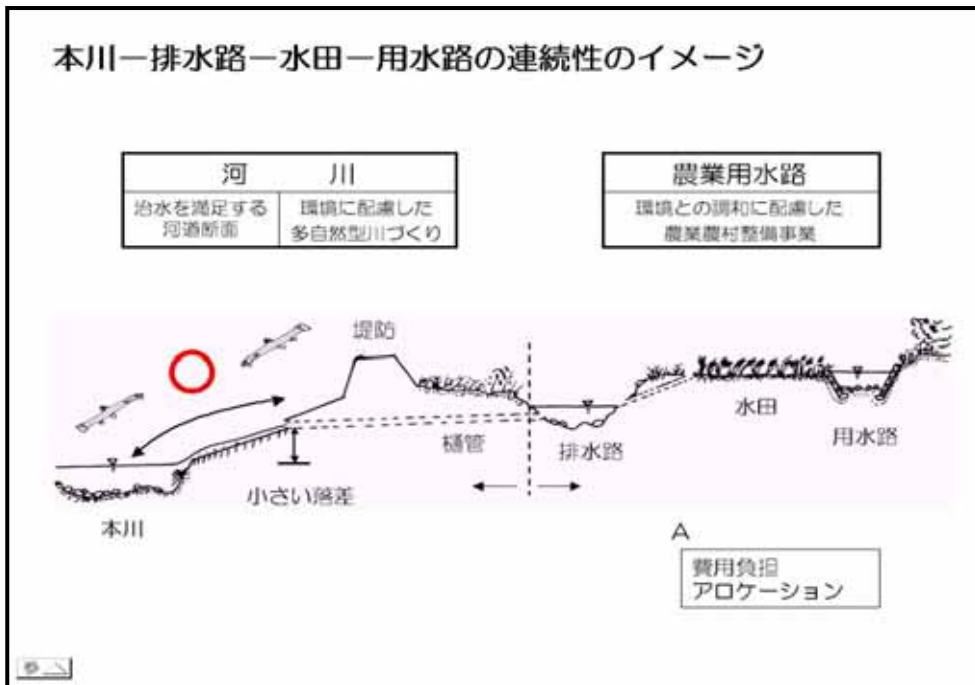 本川－排水路－水田－用水路の連続性のイメージ
河　　川
治水を満足する
河道断面
環境に配慮した
多自然型川づくり
農業用水路
環境との調和に配慮した
農業農村整備事業
堤防
水田
樋管
排水路
用水路
小さい落差
本川
A
費用負担
アロケーション